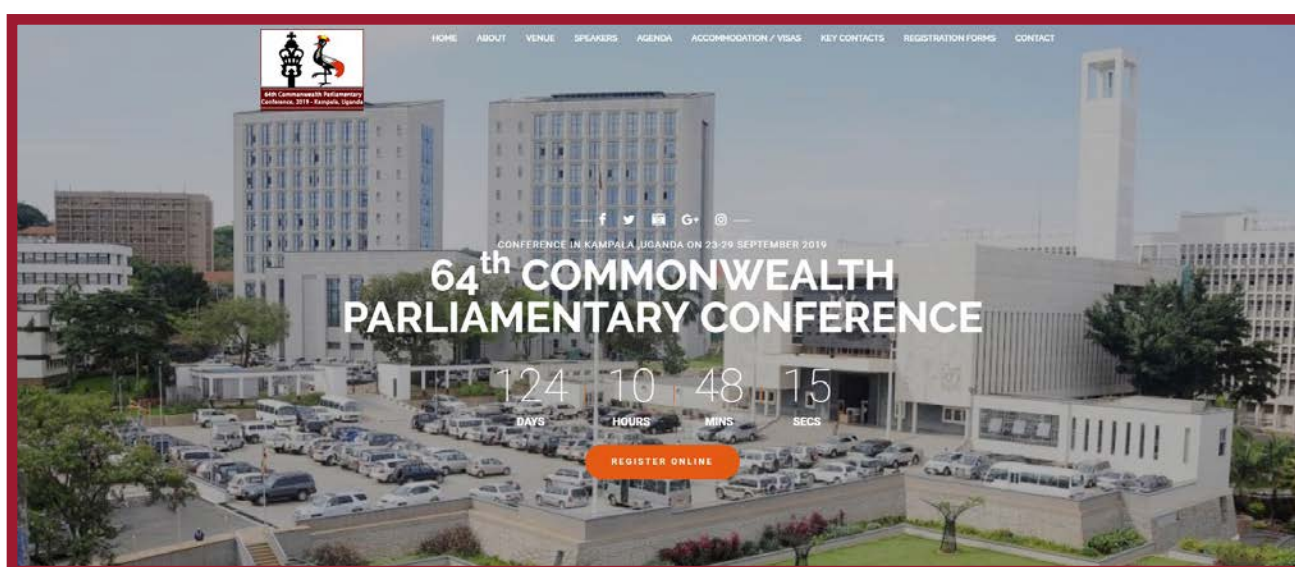 HOME ABOUT VENUE SPEAKERS AGENDA ACCOMMODATION / VISAS KEY CONTACTS REGISTRATION FORMS CONTACT
64th Commonwealth Parliamentary
Conference, 2019 - Kampala, Uganda
CONFERENCE IN KAMPALA ,UGANDA ON 23-29 SEPTEMBER 2019
64th COMMONWEALTH
PARLIAMENTARY CONFERENCE
124 10 48 15
DAYS HOURS MINS SECS
REGISTER ONLINE